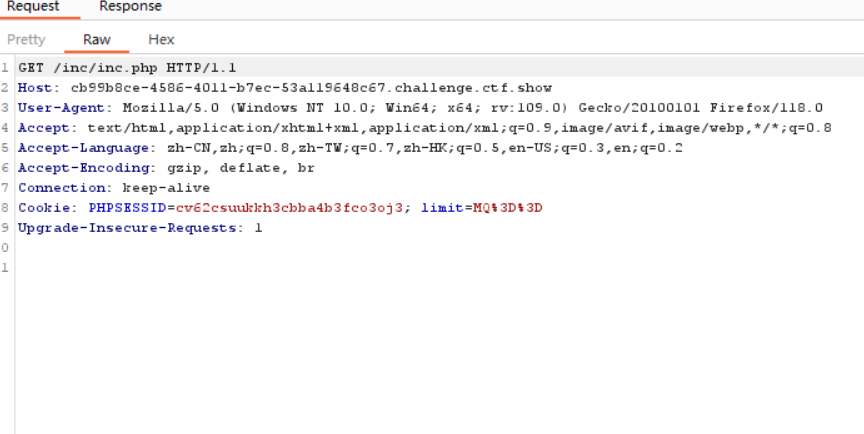 Request Response
Pretty Raw Hex
1 GET /inc/inc.php HTTP/1.1
2 Host: cb99b8ce-4586-4011-b7ec-53a119648c67.challenge.ctf.show
3 User-Agent: Mozilla/5.0 (Windows NT 10.0; Win64; x64; rv:109.0) Gecko/20100101 Firefox/118.0
4 Accept: text/html,application/xhtml+xml,application/xml;q=0.9,image/avif,image/webp,*/*;q=0.8
5 Accept-Language: zh-CN,zh;q=0.8,zh-TW;q=0.7,zh-HK;q=0.5,en-US;q=0.3,en;q=0.2
6 Accept-Encoding: gzip, deflate, br
7 Connection: keep-alive
8 Cookie: PHPSESSID=cv62csuukkh3cbba4b3fco3oj3; limit=MQ%3D%3D
9 Upgrade-Insecure-Requests: 1
0
1